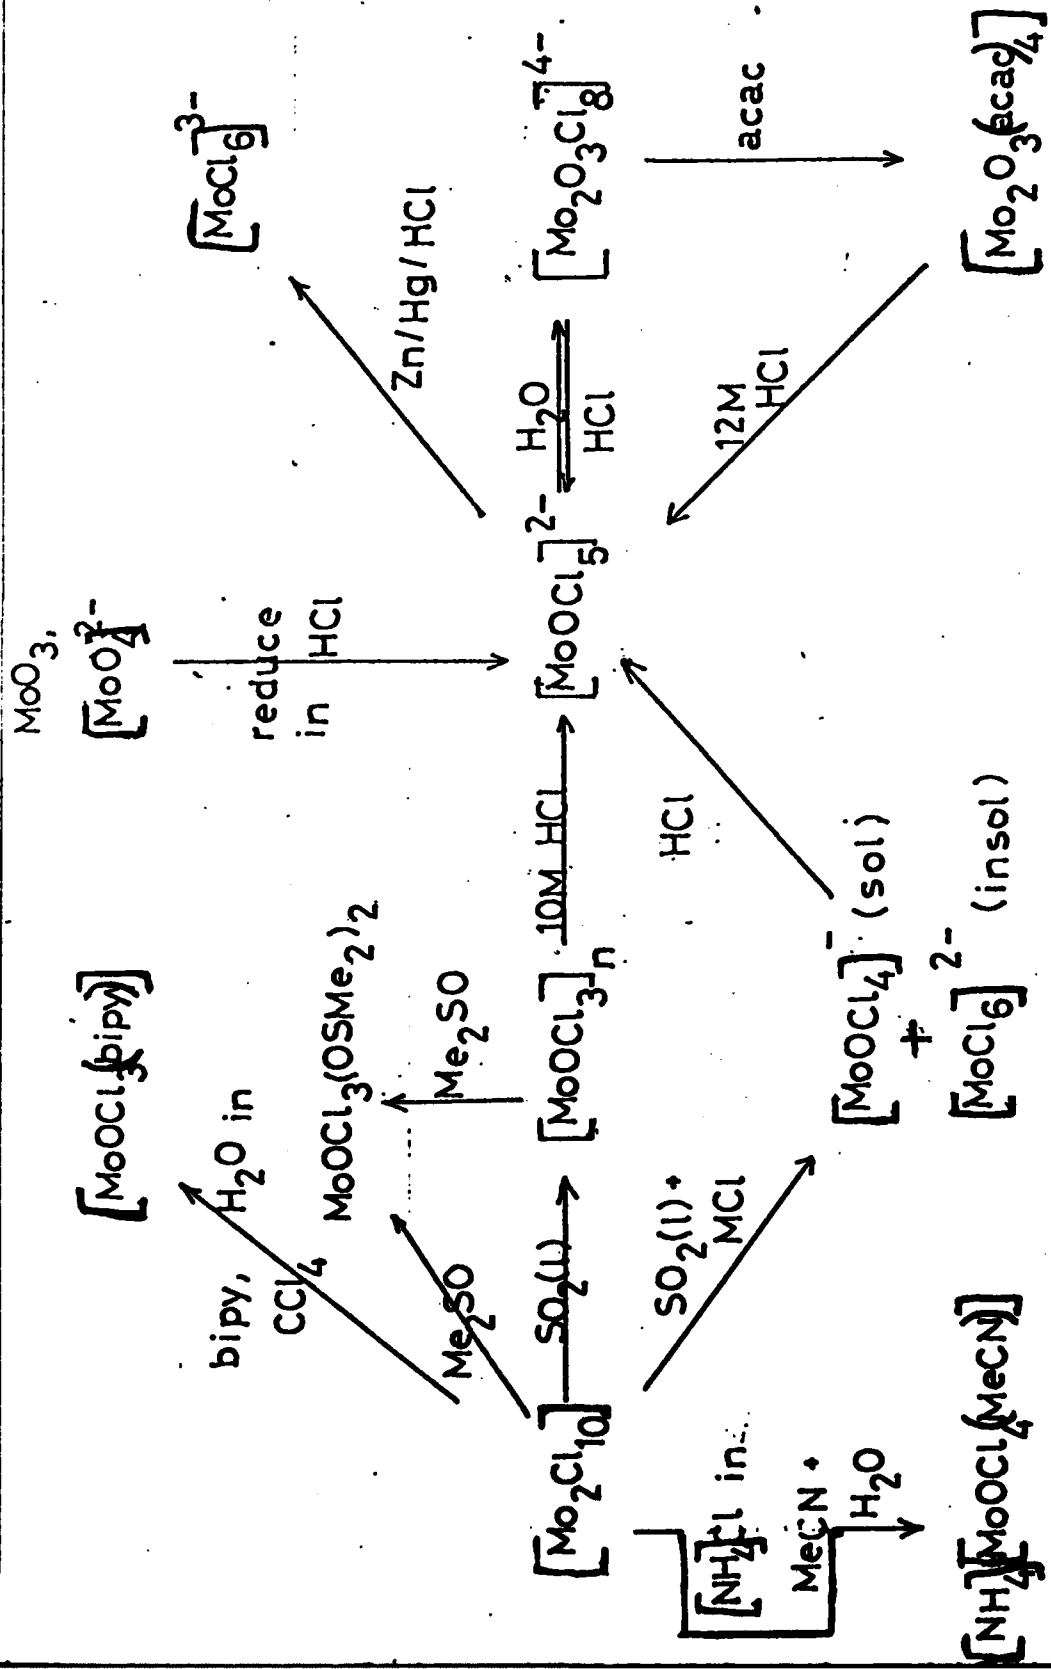 MoO₃,
[MoOCl₃(bipy)]
[MoO₄]²⁻
[MoCl₆]³⁻
bipy,
H₂O in
CCl₄
reduce
in HCl
Zn/Hg/HCl
MoOCl₃(OSMe₂)₂
Me₂SO
Me₂SO
[Mo₂Cl₁₀]
SO₂(l)
[MoOCl₃]ₙ
10M HCl
[MoOCl₅]²⁻
H₂O
HCl
[Mo₂O₃Cl₈]⁴⁻
[NH₄]Cl in
MeCN +
H₂O
SO₂(l)+
MCl
HCl
12M
HCl
acac
[MoOCl₄]⁻ (sol)
+
[MoCl₆]²⁻ (insol)
[NH₄][MoOCl₄(MeCN)]
[Mo₂O₃(acac)₄]